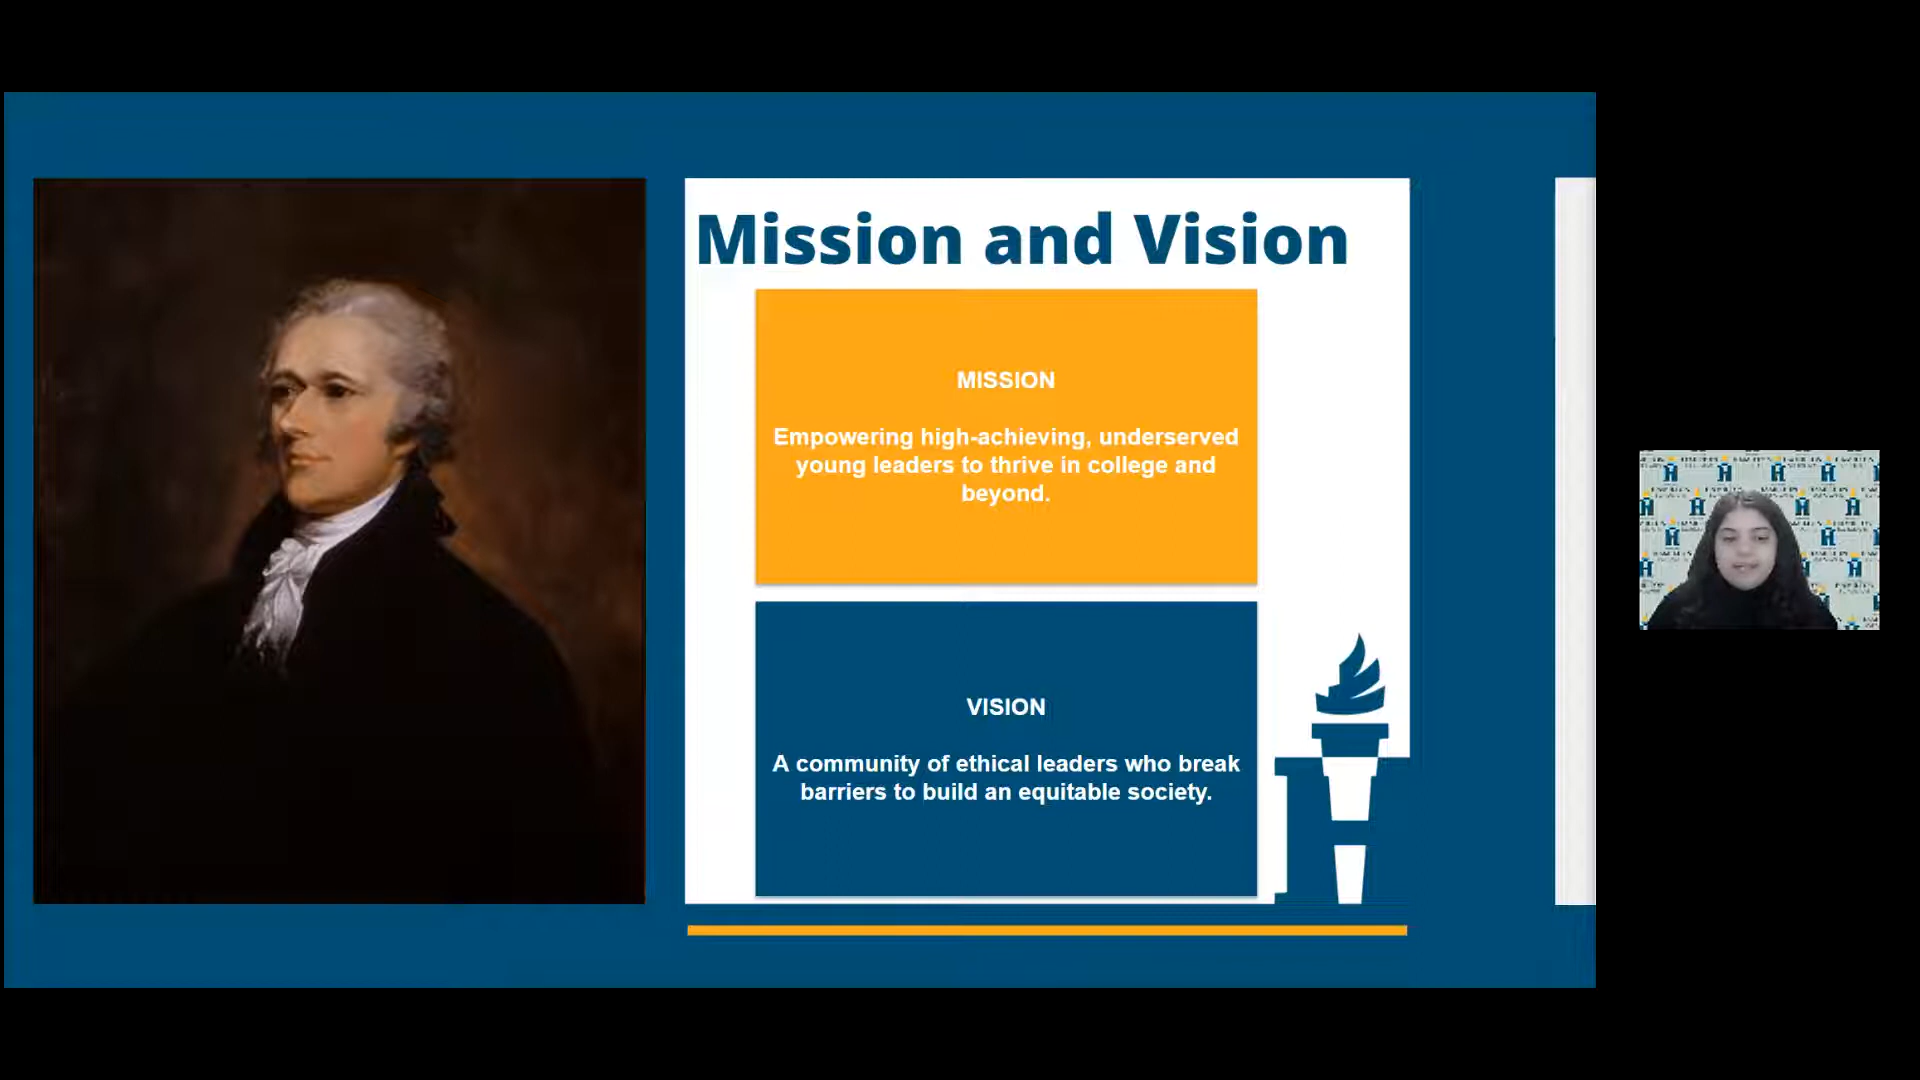 Mission and Vision
MISSION
Empowering high-achieving, underserved
young leaders to thrive in college and
beyond.
VISION
A community of ethical leaders who break
barriers to build an equitable society.